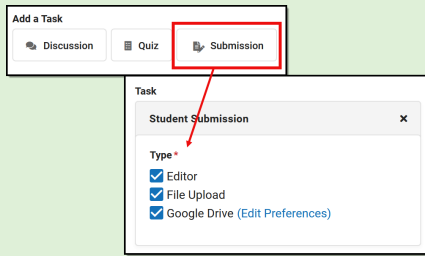 Add a Task
Discussion Quiz Submission
Task
Student Submission ×
Type *
Editor
File Upload
Google Drive (Edit Preferences)